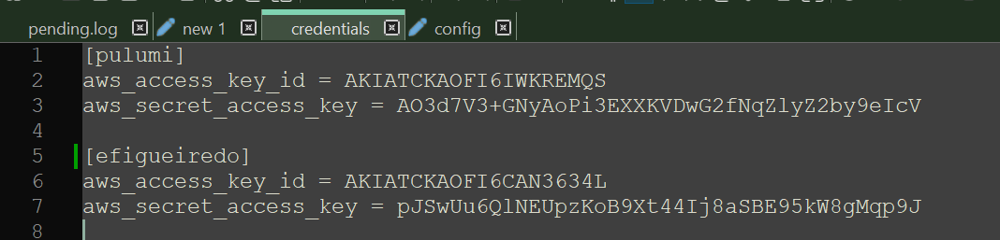 pending.log new 1 credentials config
1 [pulumi]
2 aws_access_key_id = AKIATCKAOFI6IWKREMQS
3 aws_secret_access_key = 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
4
5 [efigueiredo]
6 aws_access_key_id = AKIATCKAOFI6CAN3634L
7 aws_secret_access_key = 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
8